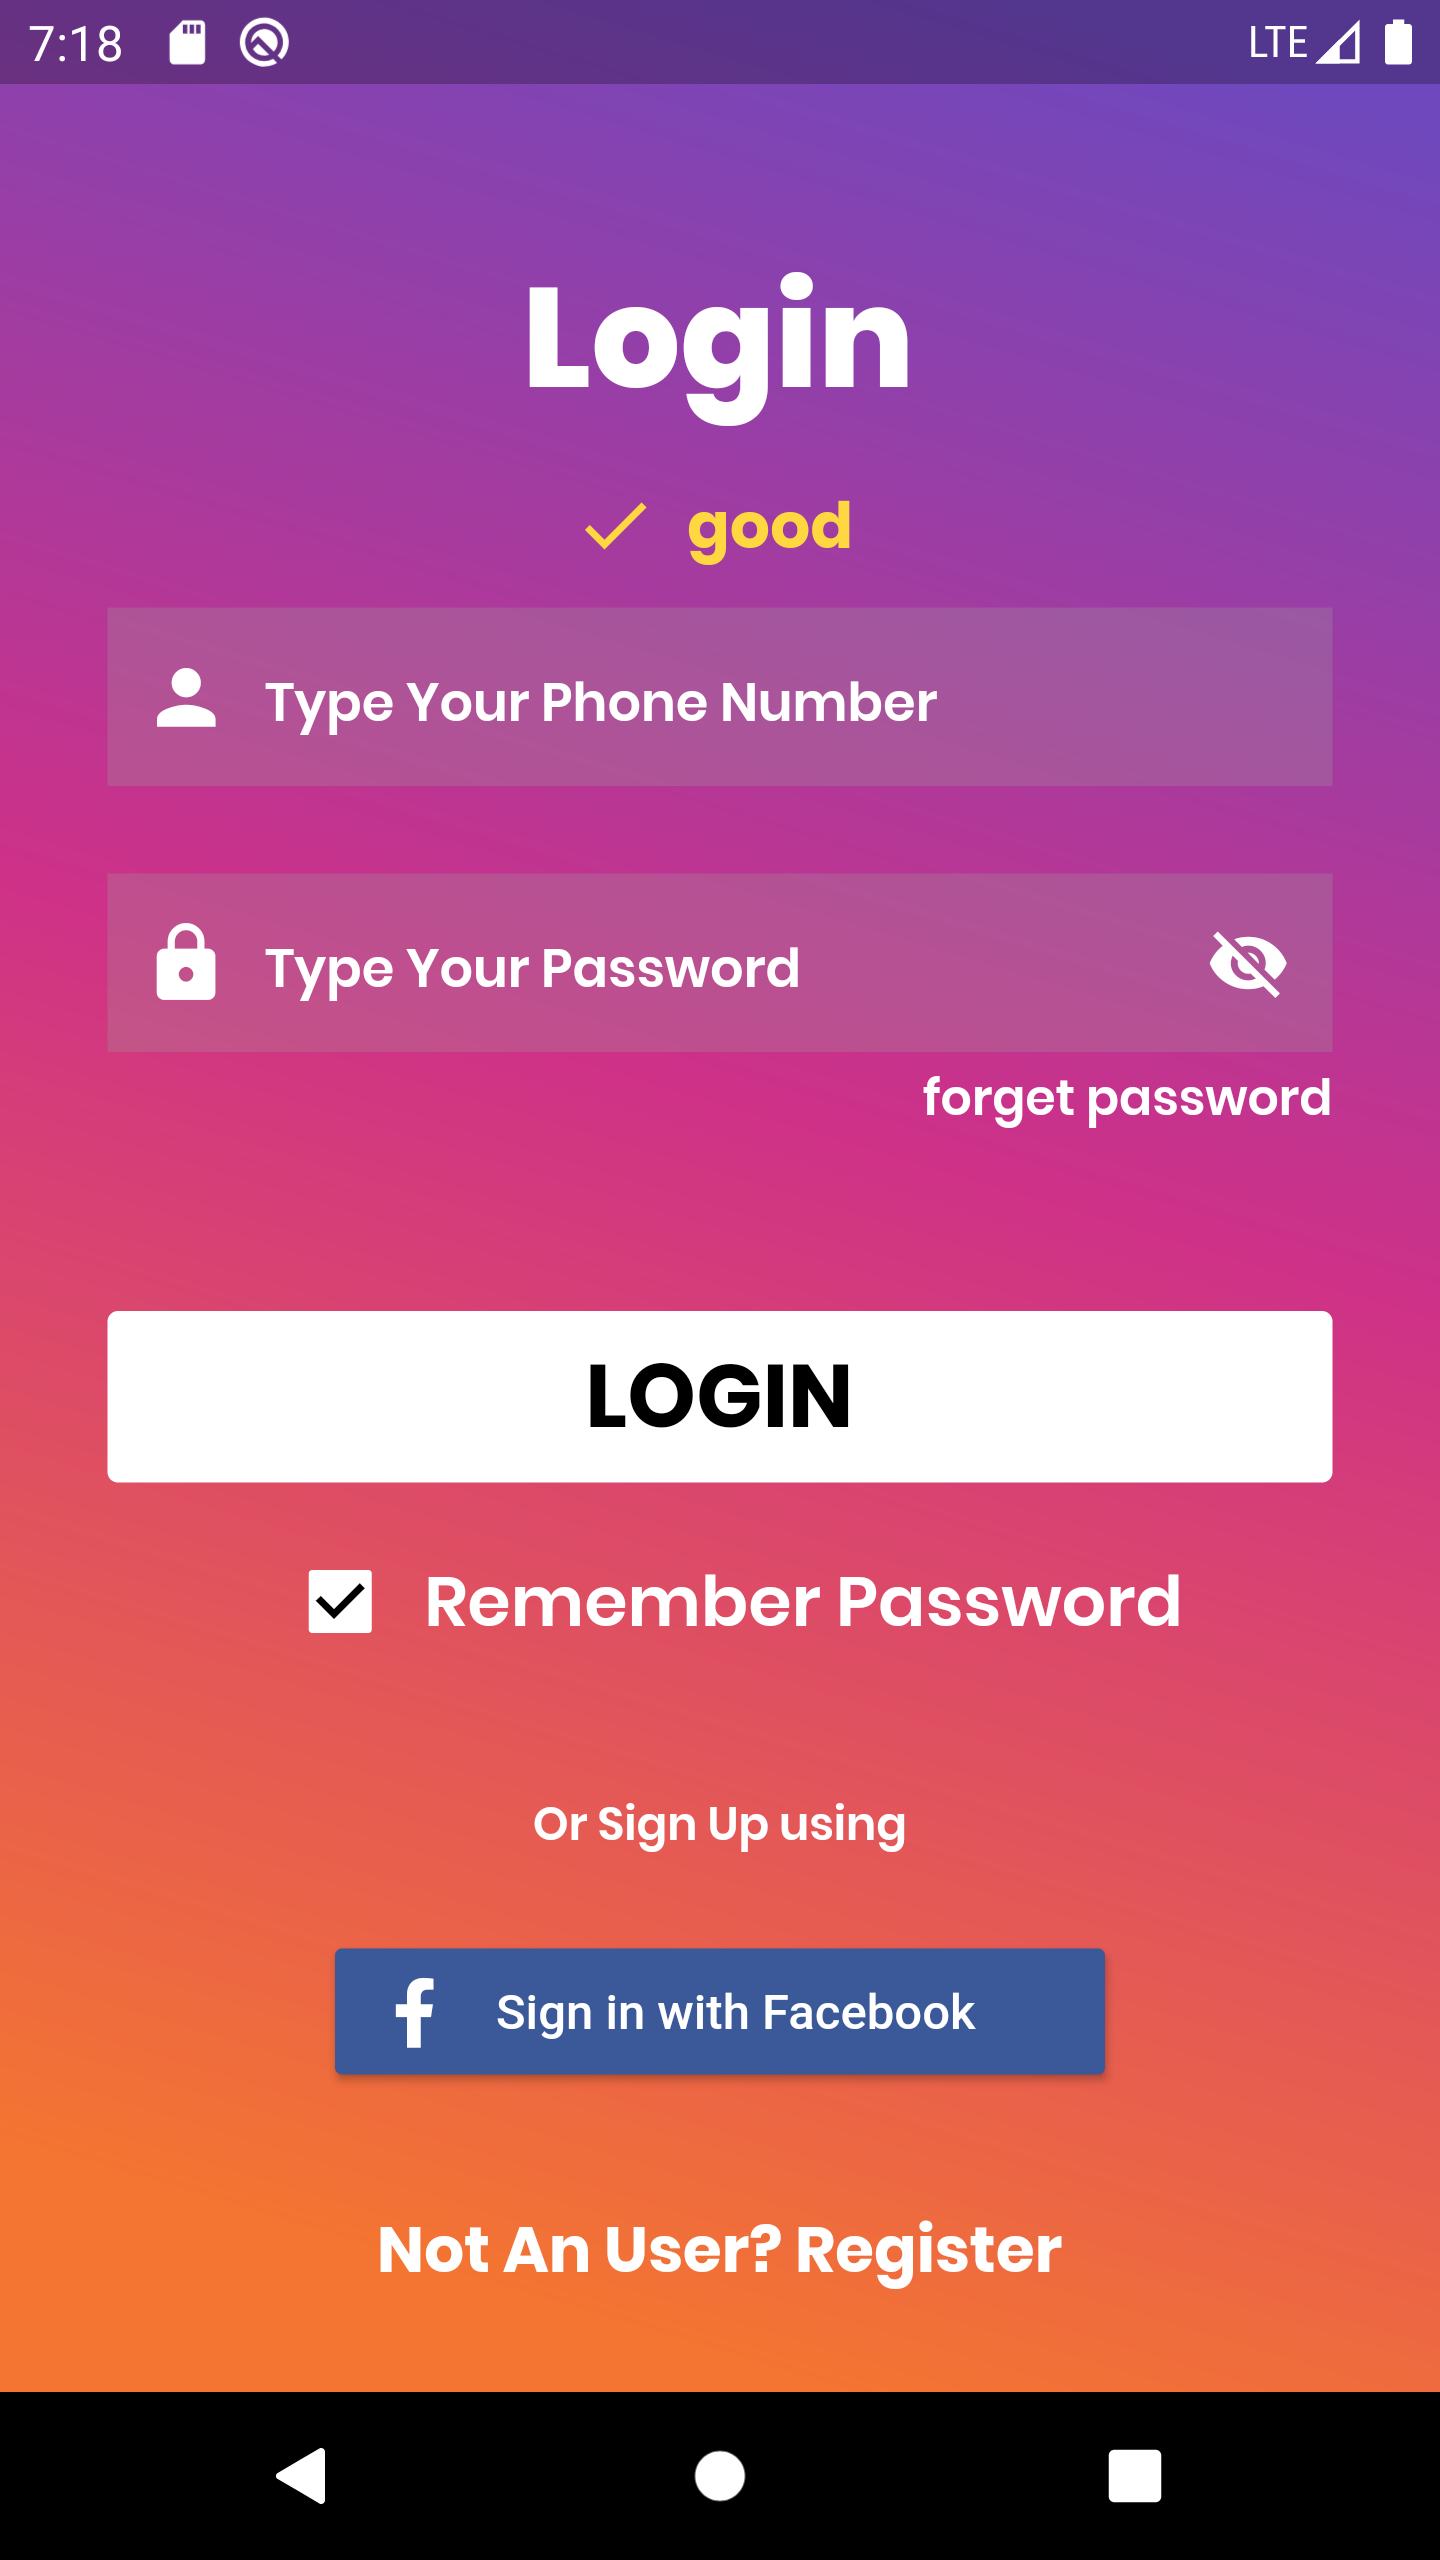 7:18 LTE
Login
good
Type Your Phone Number
Type Your Password
forget password
LOGIN
Remember Password
Or Sign Up using
Sign in with Facebook
Not An User? Register